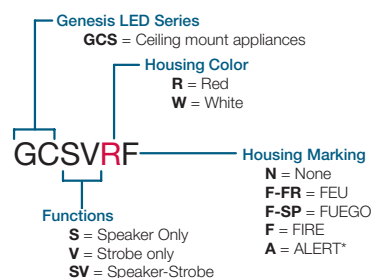 Genesis LED Series
GCS = Ceiling mount appliances
Housing Color
R = Red
W = White
GCSVRF
Housing Marking
N = None
F-FR = FEU
F-SP = FUEGO
F = FIRE
A = ALERT*
Functions
S = Speaker Only
V = Strobe only
SV = Speaker-Strobe